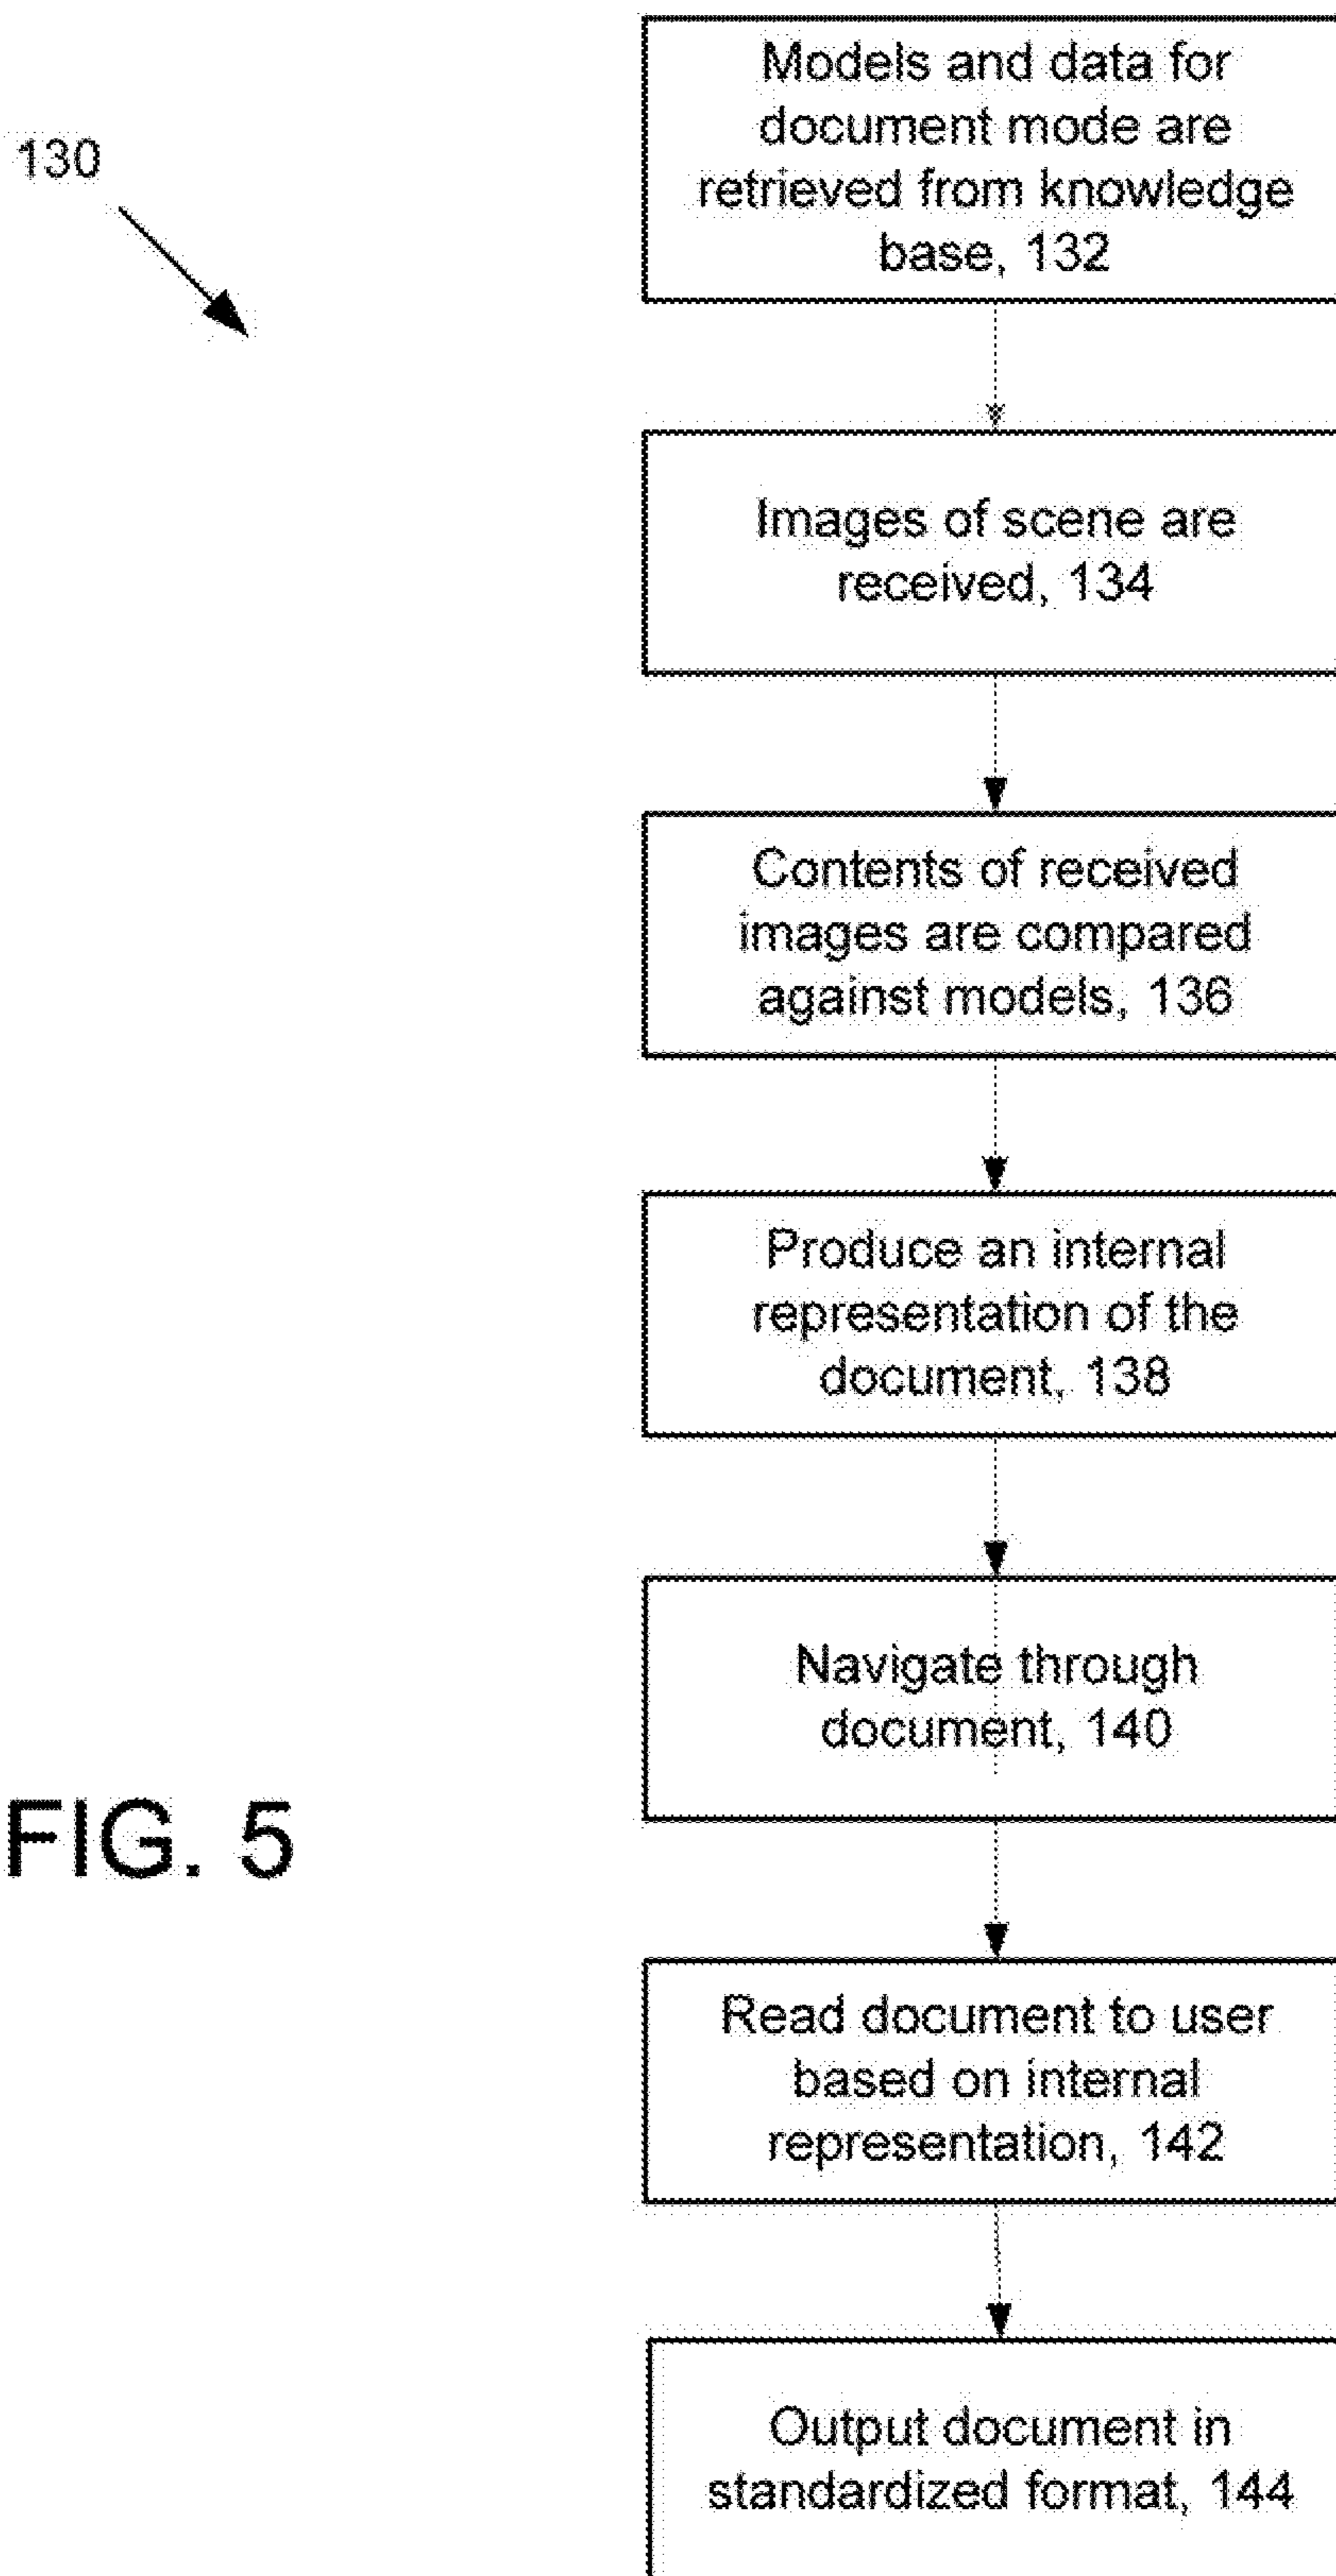 130
Models and data for
document mode are
retrieved from knowledge
base, 132
Images of scene are
received, 134
Contents of received
images are compared
against models, 136
Produce an internal
representation of the
document, 138
Navigate through
document, 140
FIG. 5
Read document to user
based on internal
representation, 142
Output document in
standardized format, 144